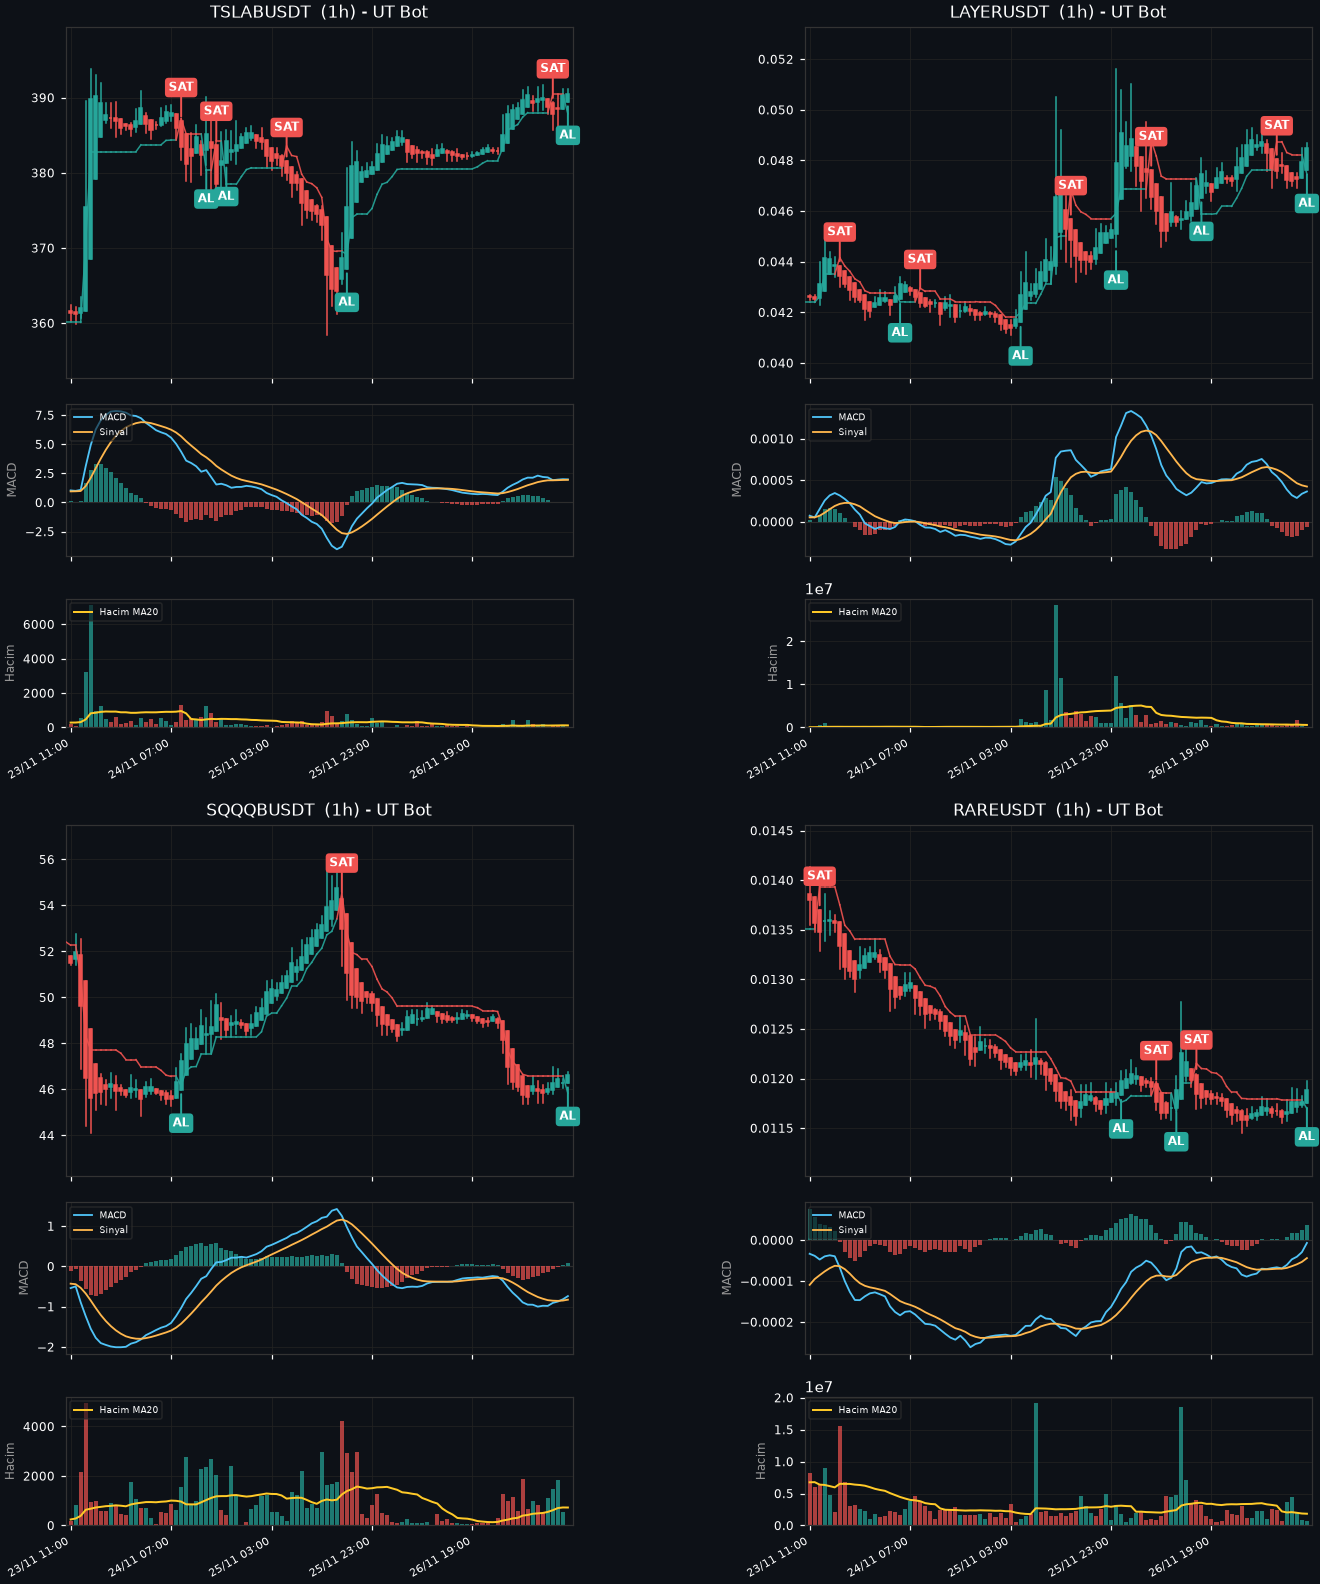 TSLABUSDT  (1h) - UT Bot
390
380
370
360
SAT
SAT
SAT
SAT
AL
AL
AL
AL
MACD
7.5
5.0
2.5
0.0
−2.5
MACD
Sinyal
Hacim
6000
4000
2000
0
Hacim MA20
23/11 11:00
24/11 07:00
25/11 03:00
25/11 23:00
26/11 19:00
LAYERUSDT  (1h) - UT Bot
0.052
0.050
0.048
0.046
0.044
0.042
0.040
SAT
SAT
SAT
SAT
SAT
AL
AL
AL
AL
AL
MACD
0.0010
0.0005
0.0000
MACD
Sinyal
1e7
Hacim
2
1
0
Hacim MA20
23/11 11:00
24/11 07:00
25/11 03:00
25/11 23:00
26/11 19:00
SQQQBUSDT  (1h) - UT Bot
56
54
52
50
48
46
44
SAT
AL
AL
MACD
1
0
−1
−2
MACD
Sinyal
Hacim
4000
2000
0
Hacim MA20
23/11 11:00
24/11 07:00
25/11 03:00
25/11 23:00
26/11 19:00
RAREUSDT  (1h) - UT Bot
0.0145
0.0140
0.0135
0.0130
0.0125
0.0120
0.0115
SAT
SAT
SAT
AL
AL
AL
MACD
0.0000
−0.0001
−0.0002
MACD
Sinyal
1e7
Hacim
2.0
1.5
1.0
0.5
0.0
Hacim MA20
23/11 11:00
24/11 07:00
25/11 03:00
25/11 23:00
26/11 19:00